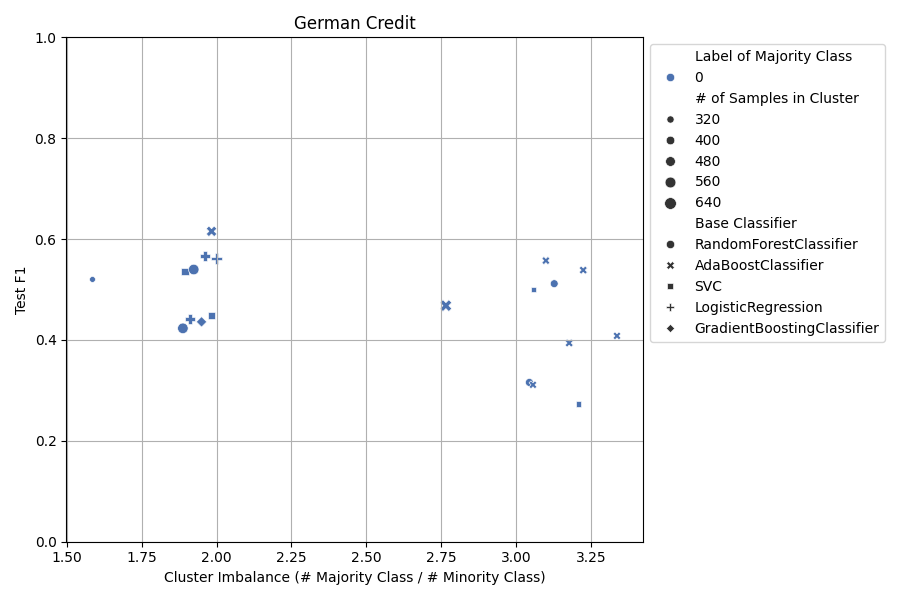 German Credit
1.0
0.8
0.6
0.4
0.2
0.0
Test F1
1.50 1.75 2.00 2.25 2.50 2.75 3.00 3.25
Cluster Imbalance (# Majority Class / # Minority Class)
Label of Majority Class
0
# of Samples in Cluster
320
400
480
560
640
Base Classifier
RandomForestClassifier
AdaBoostClassifier
SVC
LogisticRegression
GradientBoostingClassifier